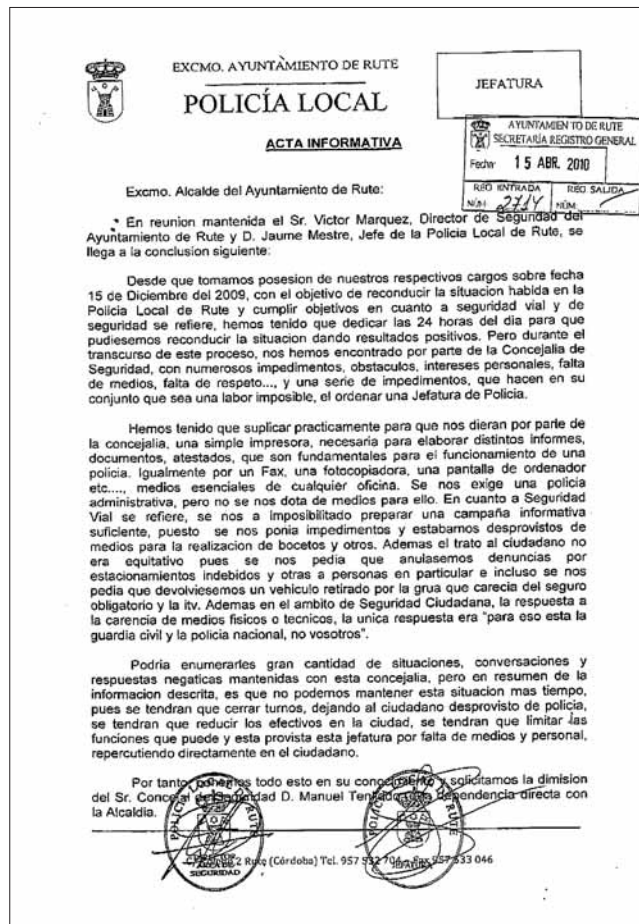 EXCMO. AYUNTAMIENTO DE RUTE
POLICÍA LOCAL
JEFATURA
ACTA INFORMATIVA
AYUNTAMIENTO DE RUTE
SECRETARÍA REGISTRO GENERAL
Fecha: 15 ABR. 2010
REG ENTRADA
REG SALIDA
NÚM. 2714
NÚM.
Excmo. Alcalde del Ayuntamiento de Rute:
En reunion mantenida el Sr. Victor Marquez, Director de Seguridad del
Ayuntamiento de Rute y D. Jaume Mestre, Jefe de la Policia Local de Rute, se
llega a la conclusion siguiente:
Desde que tomamos posesion de nuestros respectivos cargos sobre fecha
15 de Diciembre del 2009, con el objetivo de reconducir la situacion habida en la
Policia Local de Rute y cumplir objetivos en cuanto a seguridad vial y de
seguridad se refiere, hemos tenido que dedicar las 24 horas del dia para que
pudiesemos reconducir la situacion dando resultados positivos. Pero durante el
transcurso de este proceso, nos hemos encontrado por parte de la Concejalia de
Seguridad, con numerosos impedimentos, obstaculos, intereses personales, falta
de medios, falta de respeto..., y una serie de impedimentos, que hacen en su
conjunto que sea una labor imposible, el ordenar una Jefatura de Policia.
Hemos tenido que suplicar practicamente para que nos dieran por parte de
la concejalia, una simple impresora, necesaria para elaborar distintos informes,
documentos, atestados, que son fundamentales para el funcionamiento de una
policia. Igualmente por un Fax, una fotocopiadora, una pantalla de ordenador
etc...., medios esenciales de cualquier oficina. Se nos exige una policia
administrativa, pero no se nos dota de medios para ello. En cuanto a Seguridad
Vial se refiere, se nos a imposibilitado preparar una campaña informativa
suficiente, puesto se nos ponia impedimentos y estabamos desprovistos de
medios para la realizacion de bocetos y otros. Ademas el trato al ciudadano no
era equitativo pues se nos pedia que anulasemos denuncias por
estacionamientos indebidos y otras a personas en particular e incluso se nos
pedia que devolviesemos un vehiculo retirado por la grua que carecia del seguro
obligatorio y la itv. Ademas en el ambito de Seguridad Ciudadana, la respuesta a
la carencia de medios fisicos o tecnicos, la unica respuesta era "para eso esta la
guardia civil y la policia nacional, no vosotros".
Podria enumerarles gran cantidad de situaciones, conversaciones y
respuestas negaticas mantenidas con esta concejalia, pero en resumen de la
informacion descrita, es que no podemos mantener esta situacion mas tiempo,
pues se tendran que cerrar turnos, dejando al ciudadano desprovisto de policia,
se tendran que reducir los efectivos en la ciudad, se tendran que limitar las
funciones que puede y esta provista esta jefatura por falta de medios y personal,
repercutiendo directamente en el ciudadano.
Por tanto ponemos todo esto en su conocimiento y solicitamos la dimision
del Sr. Concejal de Seguridad D. Manuel dependencia directa con
la Alcaldia.
POLICIA LOCAL DE RUTE
SEGURIDAD
POLICIA LOCAL DE RUTE
JEFATURA
2 Rute (Córdoba) Tel. 957 532 704 - Fax 957 533 046